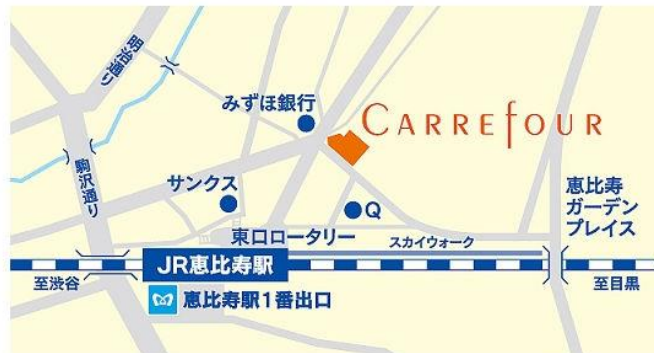 明治通り
みずほ銀行
CARREfOUR
駒沢通り
サンクス
Q
恵比寿
ガーデン
プレイス
東口ロータリー
スカイウォーク
JR恵比寿駅
至渋谷
至目黒
恵比寿駅1番出口